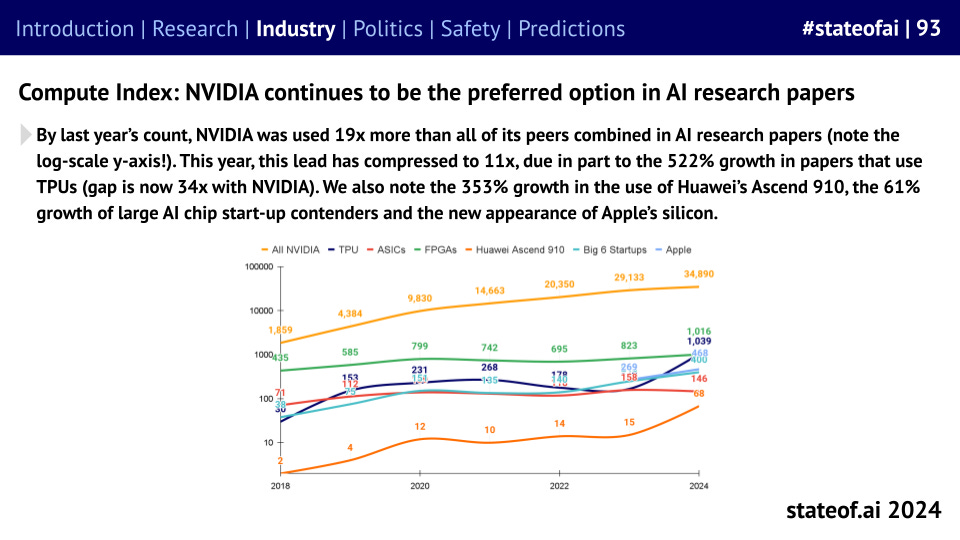 Introduction | Research | Industry | Politics | Safety | Predictions
#stateofai | 93
Compute Index: NVIDIA continues to be the preferred option in AI research papers
By last year’s count, NVIDIA was used 19x more than all of its peers combined in AI research papers (note the
log-scale y-axis!). This year, this lead has compressed to 11x, due in part to the 522% growth in papers that use
TPUs (gap is now 34x with NVIDIA). We also note the 353% growth in the use of Huawei’s Ascend 910, the 61%
growth of large AI chip start-up contenders and the new appearance of Apple’s silicon.
All NVIDIA TPU ASICs FPGAs Huawei Ascend 910 Big 6 Startups Apple
100000
10000
1000
100
10
1,859 4,384 9,830 14,663 20,350 29,133 34,890
435 585 799 742 695 823 1,016
153 231 268 178 1,039
468
400
71 112 158 146
38 75 151 135 140
269
2 4 12 10 14 15 68
2018 2020 2022 2024
stateof.ai 2024